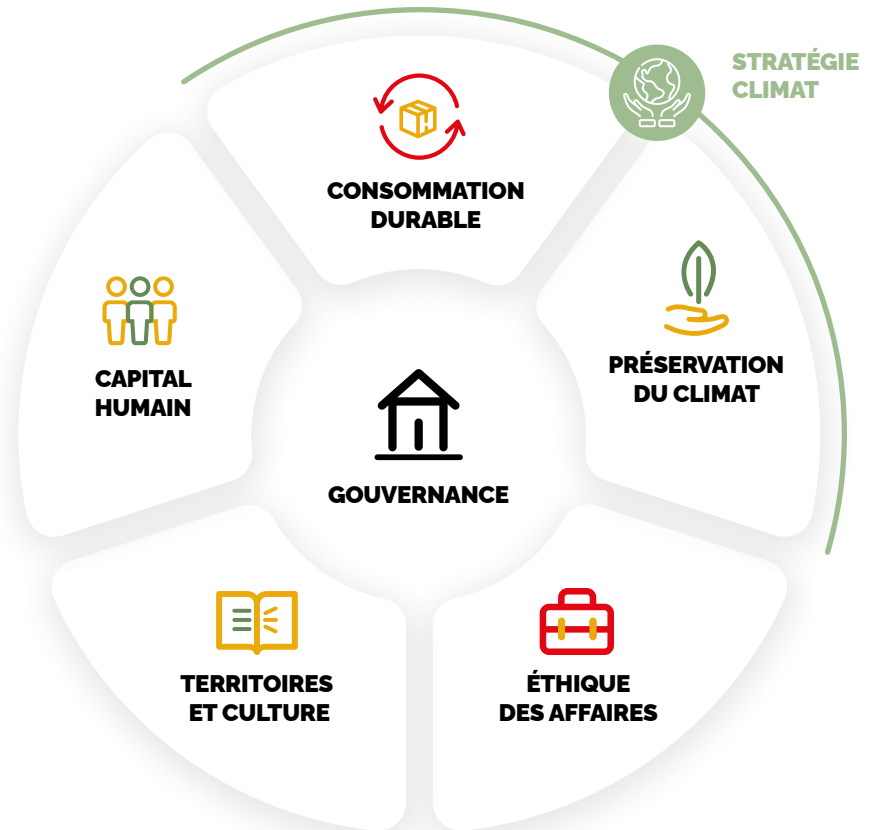 STRATÉGIE
CLIMAT
CONSOMMATION
DURABLE
PRÉSERVATION
DU CLIMAT
CAPITAL
HUMAIN
GOUVERNANCE
TERRITOIRES
ET CULTURE
ÉTHIQUE
DES AFFAIRES